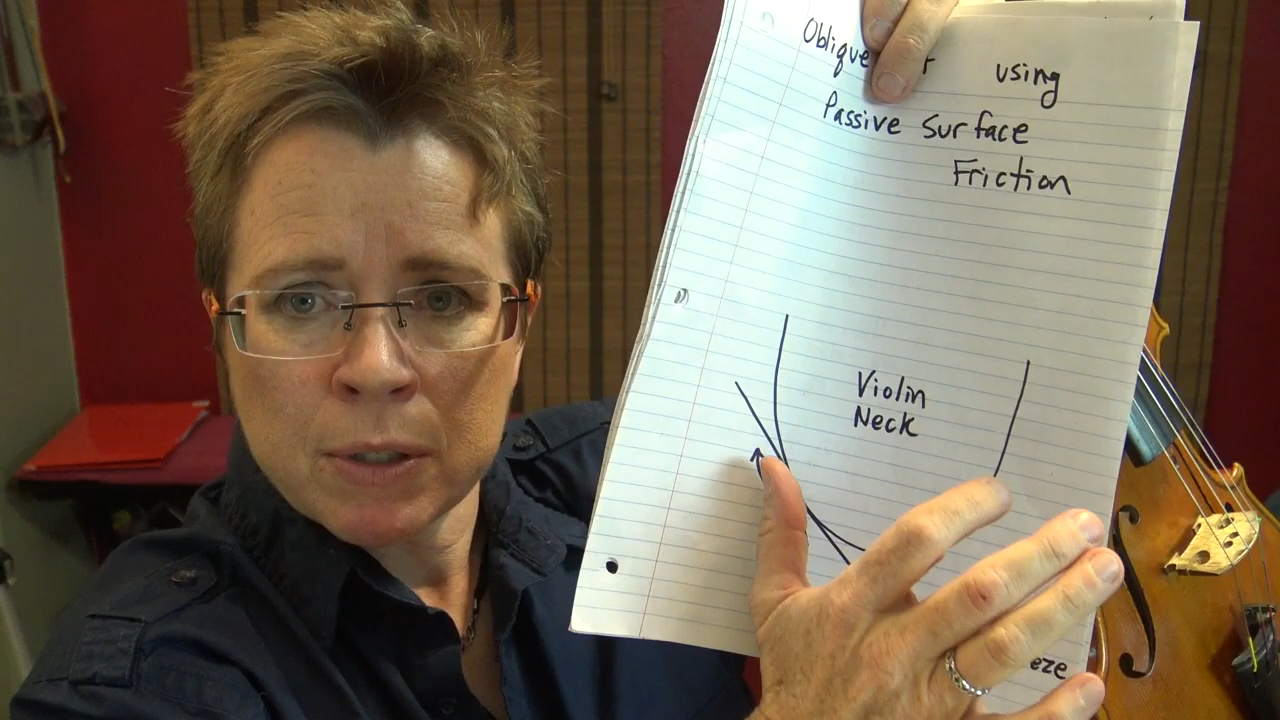 Oblique using
Passive Surface
Friction
Violin
Neck